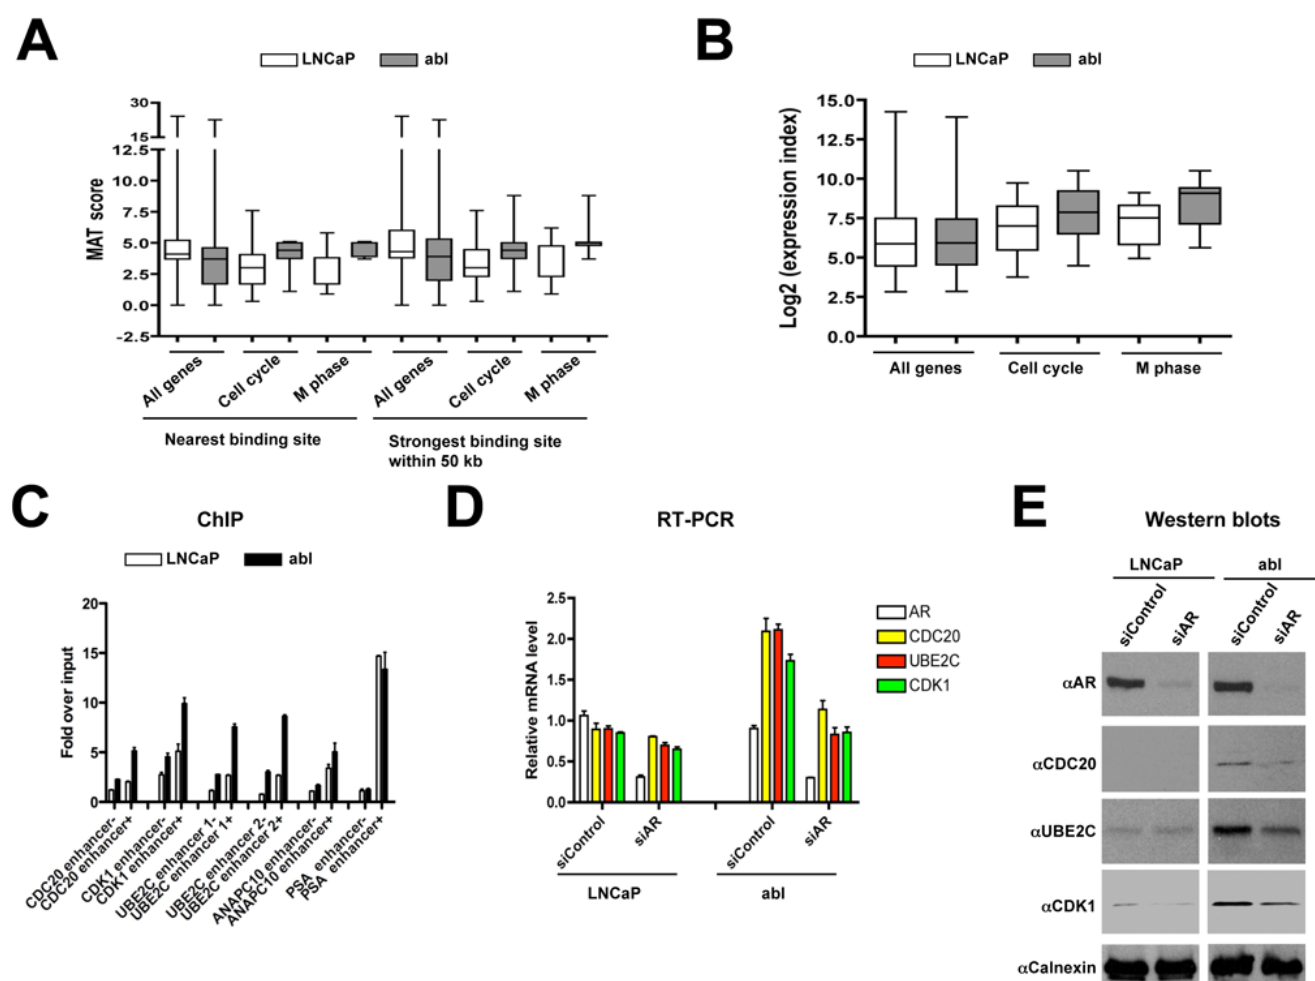 A
LNCaP abl
MAT score
30
15
12.5
10.0
7.5
5.0
2.5
0.0
-2.5
All genes Cell cycle M phase All genes Cell cycle M phase
Nearest binding site
Strongest binding site
within 50 kb
B
LNCaP abl
Log2 (expression index)
15.0
12.5
10.0
7.5
5.0
2.5
0.0
All genes Cell cycle M phase
C
ChIP
LNCaP abl
Fold over input
20
15
10
5
0
CDC20 enhancer-
CDC20 enhancer+
CDK1 enhancer-
CDK1 enhancer+
UBE2C enhancer 1-
UBE2C enhancer 1+
UBE2C enhancer 2-
UBE2C enhancer 2+
ANAPC10 enhancer-
ANAPC10 enhancer+
PSA enhancer-
PSA enhancer+
D
RT-PCR
Relative mRNA level
2.5
2.0
1.5
1.0
0.5
0.0
siControl siAR siControl siAR
LNCaP abl
AR
CDC20
UBE2C
CDK1
E
Western blots
LNCaP abl
siControl siAR siControl siAR
αAR
αCDC20
αUBE2C
αCDK1
αCalnexin